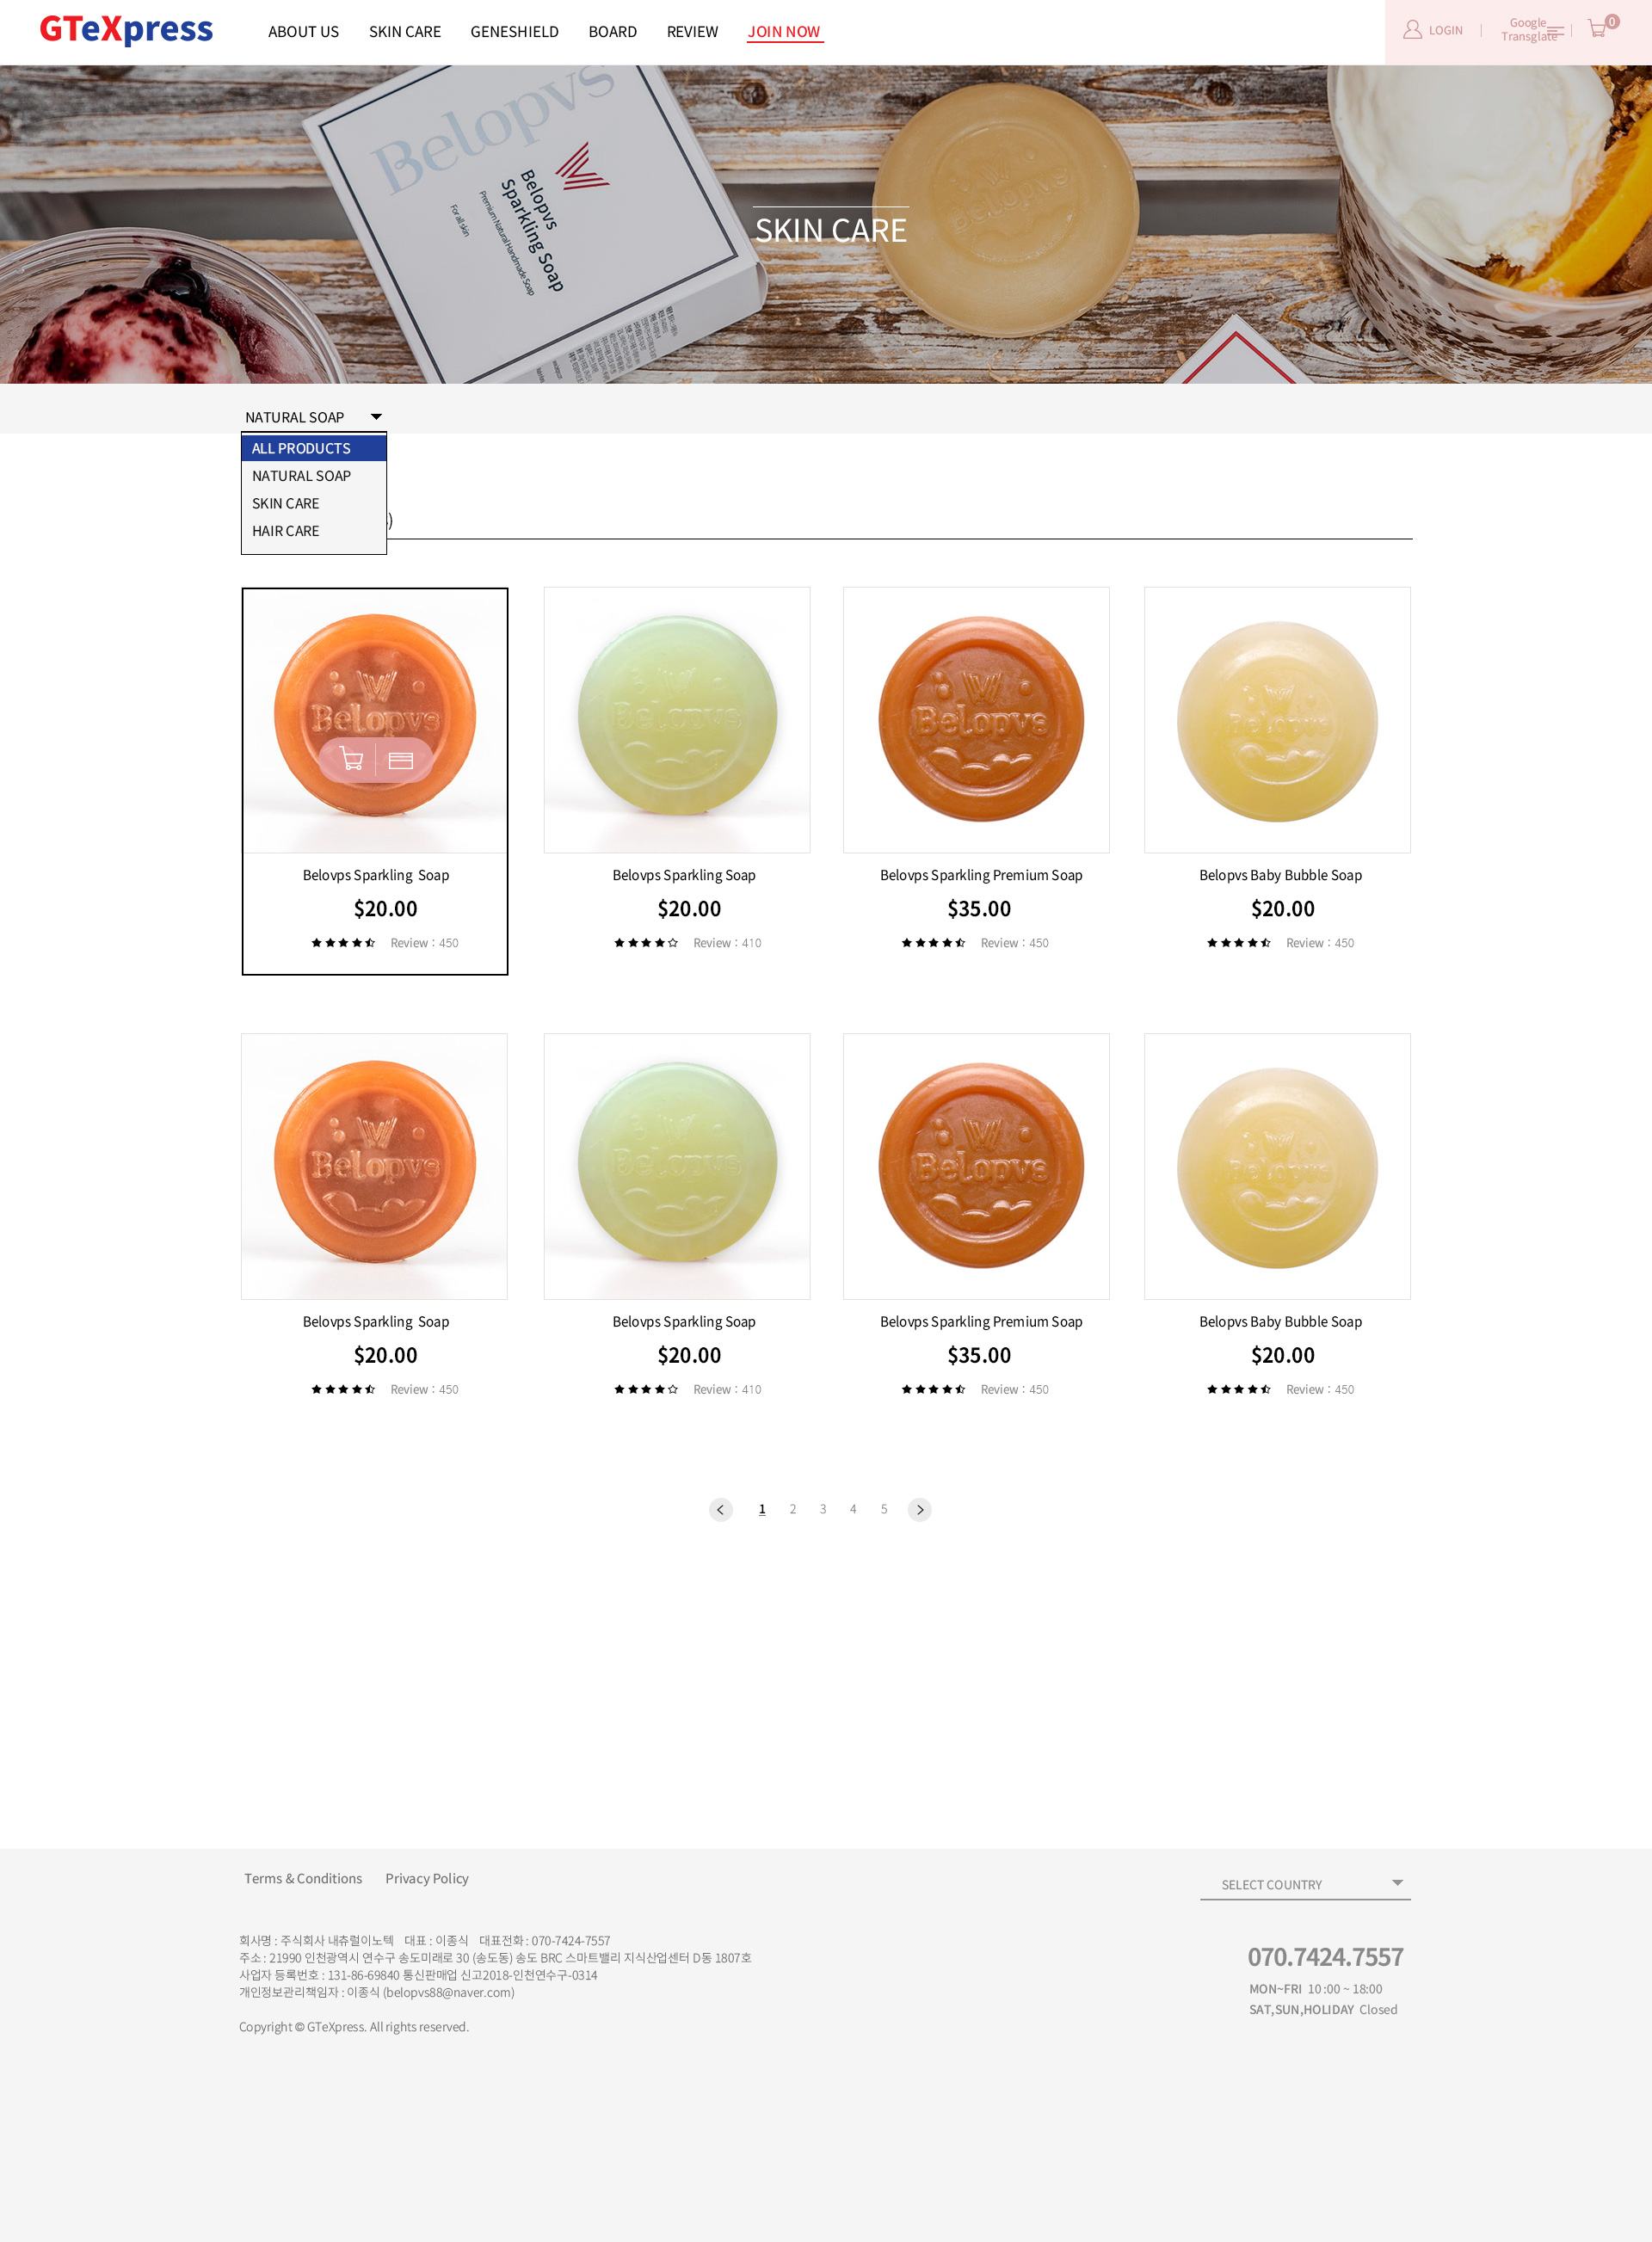 GTeXpress
ABOUT US SKIN CARE GENESHIELD BOARD REVIEW JOIN NOW
LOGIN
Google
Transglate
0
Belopvs
Belopvs
Sparkling Soap
Premium Natural Handmade Soap
For all skin
Belopvs
SKIN CARE
NATURAL SOAP
ALL PRODUCTS
NATURAL SOAP
SKIN CARE
HAIR CARE
)
Belopvs
Belopvs
Belopvs
Belopvs
Belovps Sparkling Soap
$20.00
Review : 450
Belovps Sparkling Soap
$20.00
Review : 410
Belovps Sparkling Premium Soap
$35.00
Review : 450
Belopvs Baby Bubble Soap
$20.00
Review : 450
Belopvs
Belopvs
Belopvs
Belopvs
Belovps Sparkling Soap
$20.00
Review : 450
Belovps Sparkling Soap
$20.00
Review : 410
Belovps Sparkling Premium Soap
$35.00
Review : 450
Belopvs Baby Bubble Soap
$20.00
Review : 450
1 2 3 4 5
Terms & Conditions Privacy Policy
SELECT COUNTRY
회사명 : 주식회사 내츄럴이노텍 대표 : 이종식 대표전화 : 070-7424-7557
주소 : 21990 인천광역시 연수구 송도미래로 30 (송도동) 송도 BRC 스마트밸리 지식산업센터 D동 1807호
사업자 등록번호 : 131-86-69840 통신판매업 신고2018-인천연수구-0314
개인정보관리책임자 : 이종식 (belopvs88@naver.com)
Copyright © GTeXpress. All rights reserved.
070.7424.7557
MON~FRI 10 :00 ~ 18:00
SAT,SUN,HOLIDAY Closed